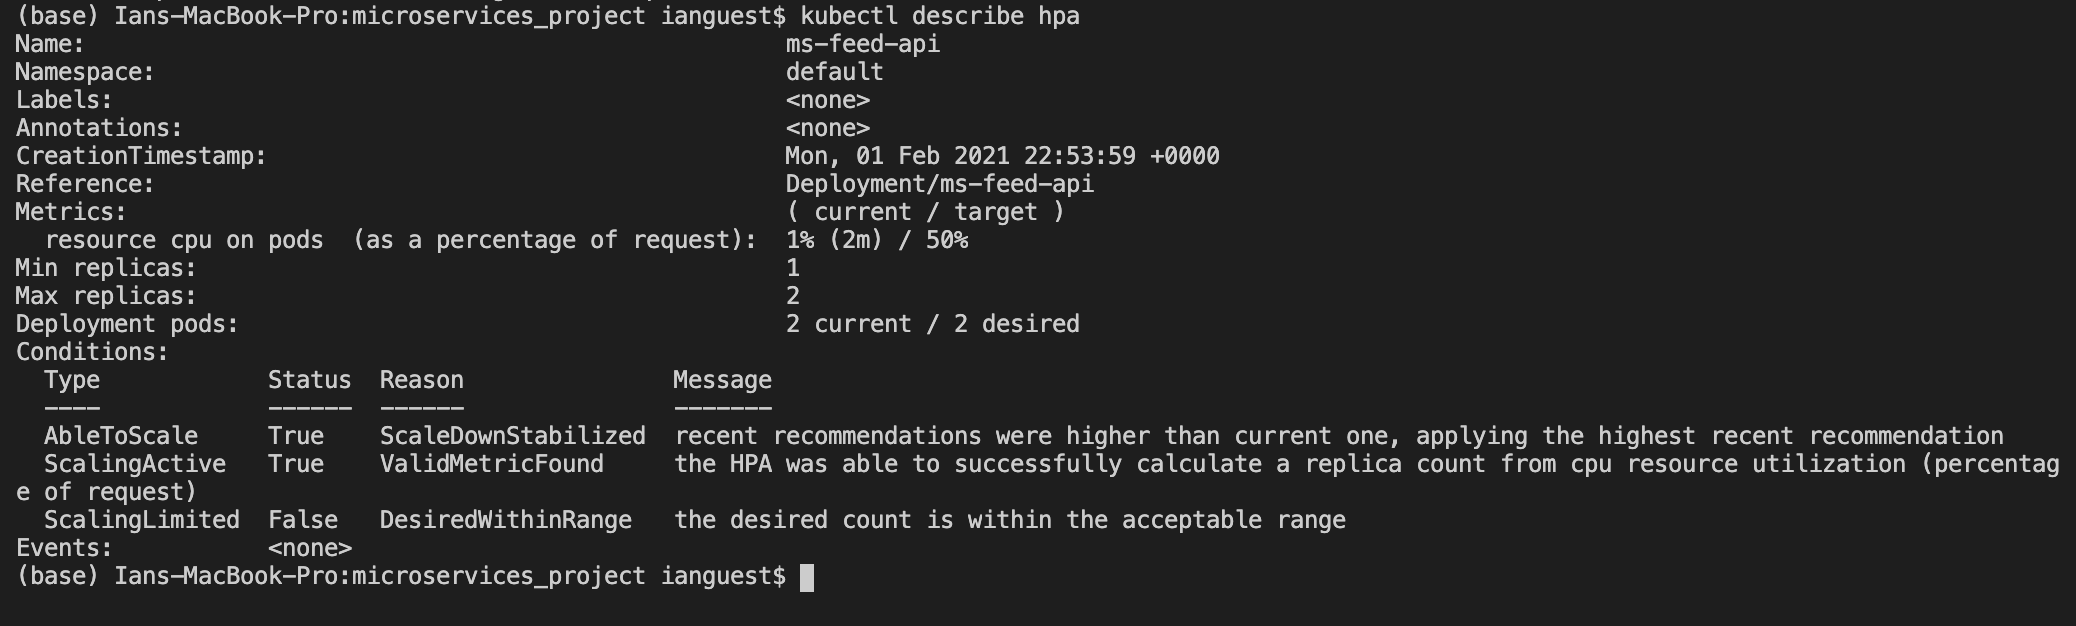 (base) Ians-MacBook-Pro:microservices_project ianguest$ kubectl describe hpa
Name:                                                  ms-feed-api
Namespace:                                             default
Labels:                                                <none>
Annotations:                                           <none>
CreationTimestamp:                                     Mon, 01 Feb 2021 22:53:59 +0000
Reference:                                             Deployment/ms-feed-api
Metrics:                                               ( current / target )
  resource cpu on pods  (as a percentage of request):  1% (2m) / 50%
Min replicas:                                          1
Max replicas:                                          2
Deployment pods:                                       2 current / 2 desired
Conditions:
  Type            Status  Reason               Message
  ----            ------  ------               -------
  AbleToScale     True    ScaleDownStabilized  recent recommendations were higher than current one, applying the highest recent recommendation
  ScalingActive   True    ValidMetricFound     the HPA was able to successfully calculate a replica count from cpu resource utilization (percentag
e of request)
  ScalingLimited  False   DesiredWithinRange   the desired count is within the acceptable range
Events:           <none>
(base) Ians-MacBook-Pro:microservices_project ianguest$